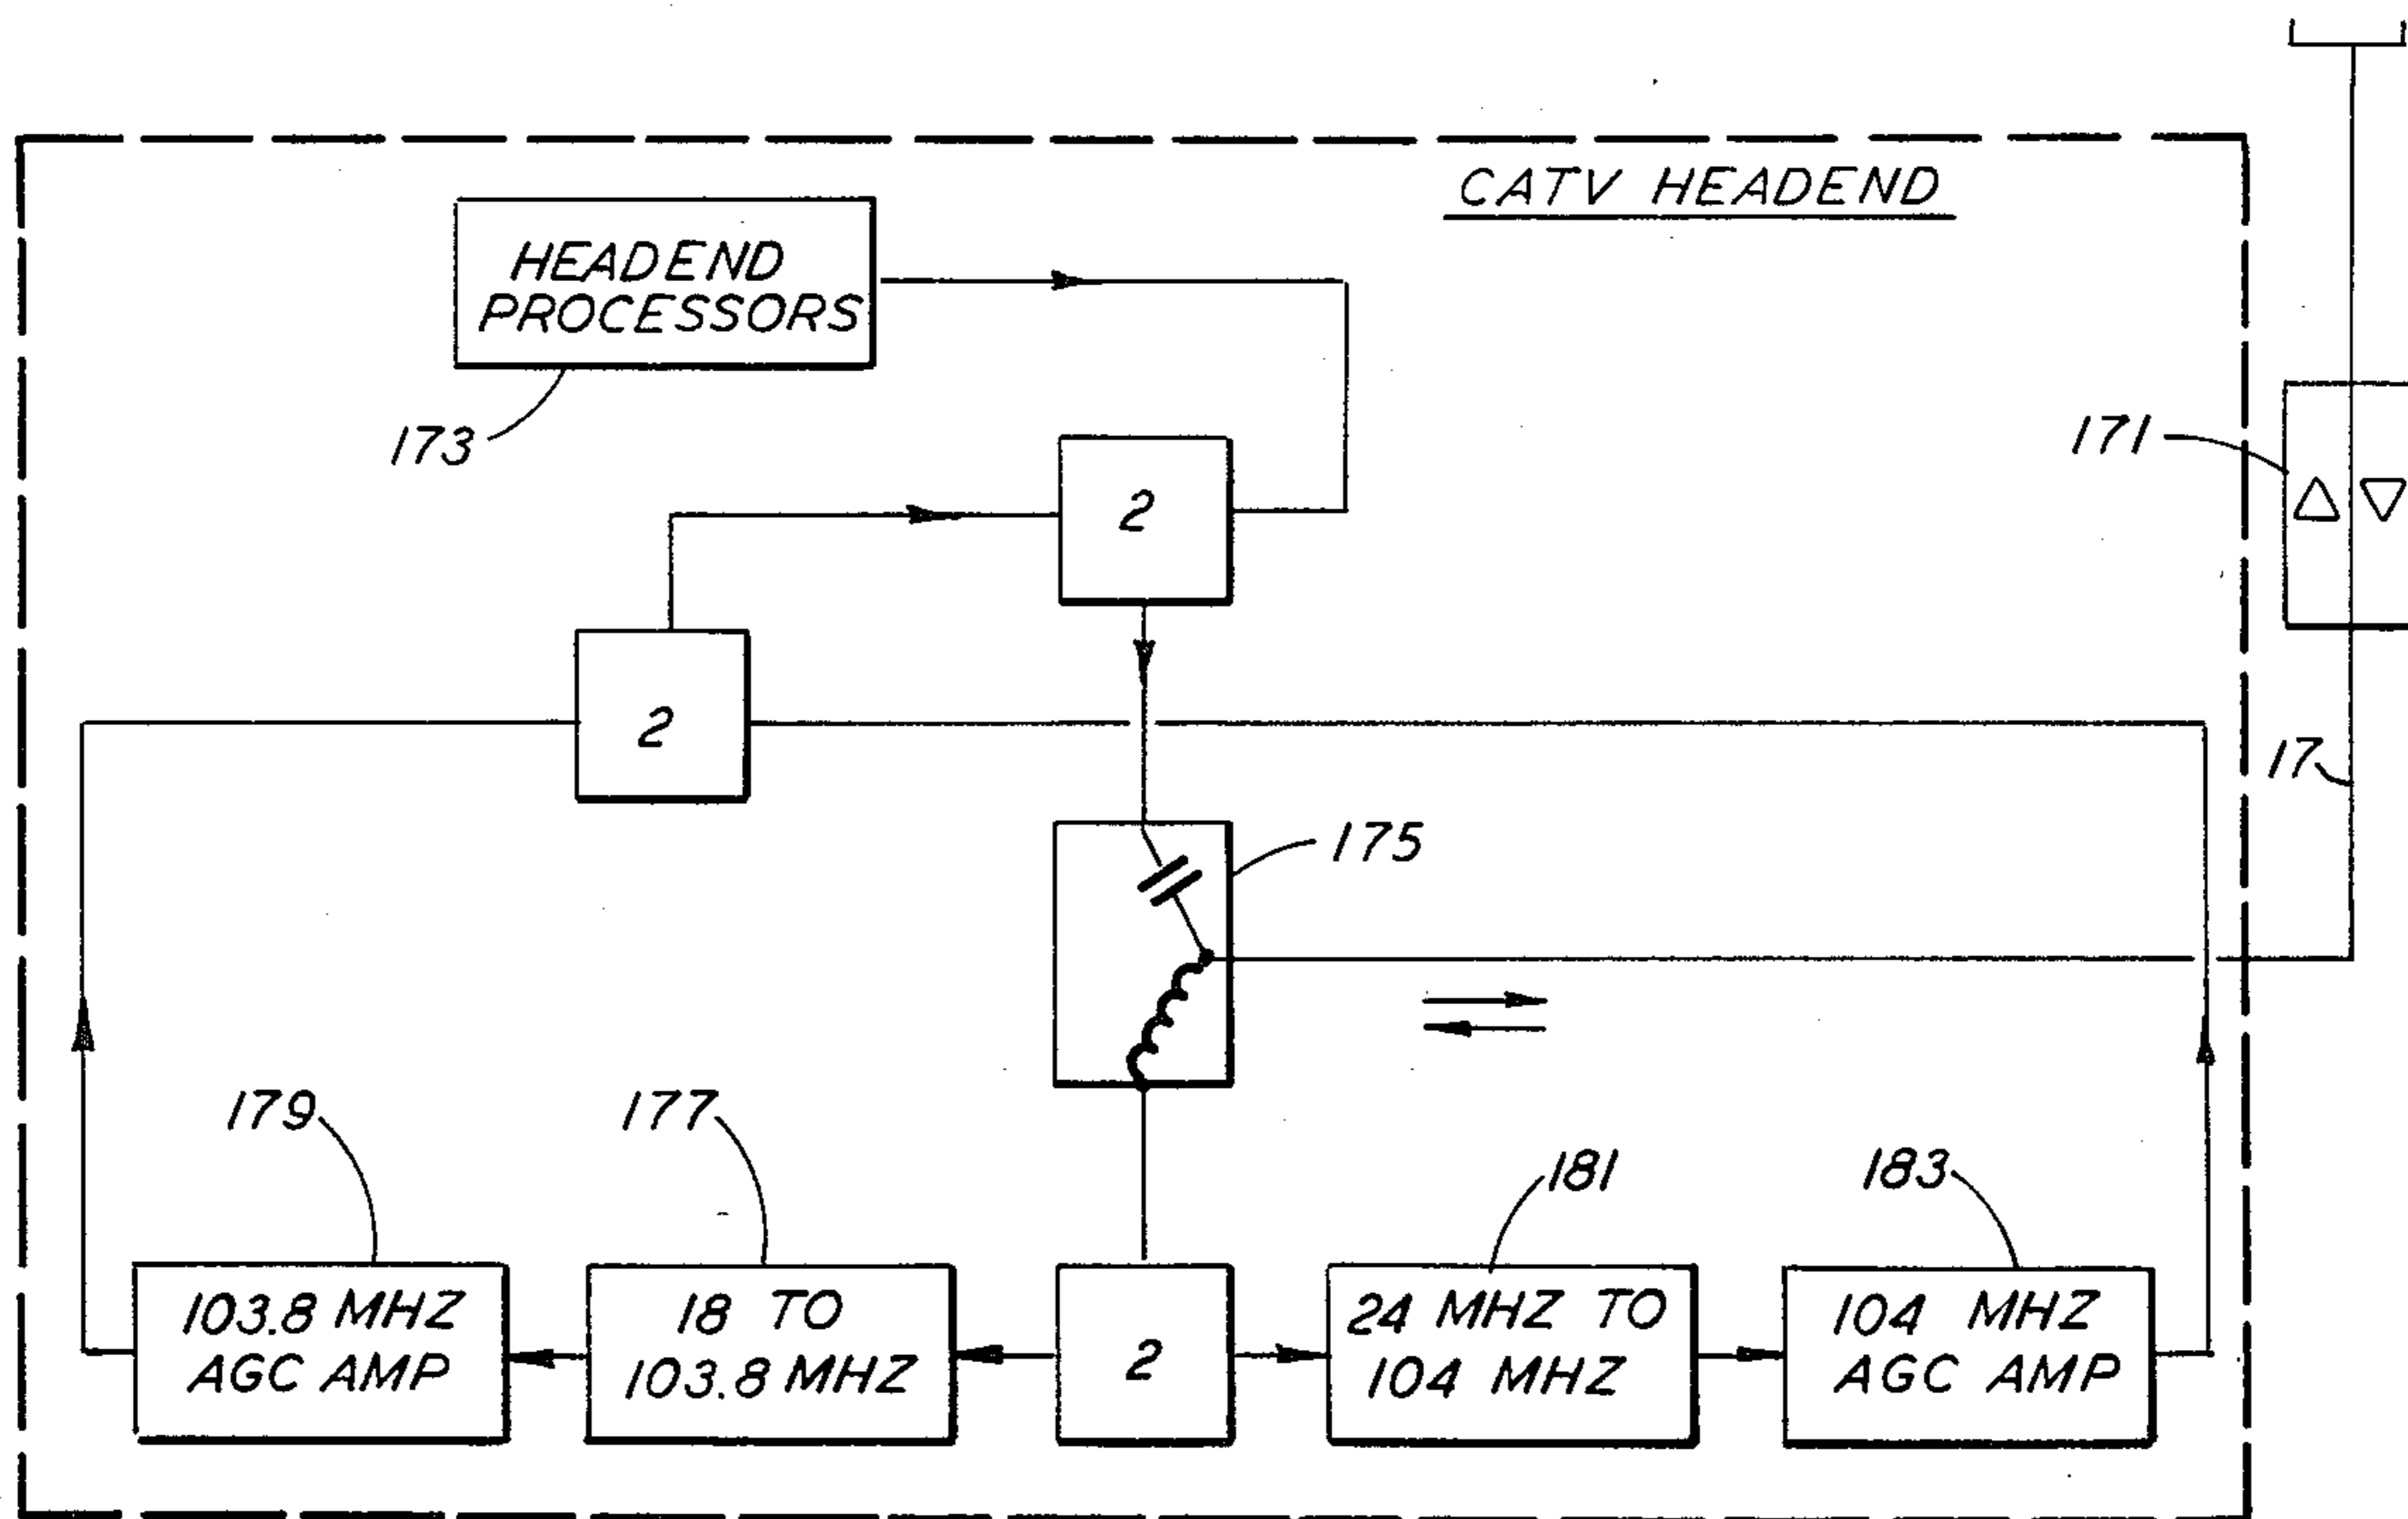 CATV HEADEND
HEADEND
PROCESSORS
173
171
2
2
17
175
179
177
181
183
103.8 MHZ
AGC AMP
18 TO
103.8 MHZ
2
24 MHZ TO
104 MHZ
104 MHZ
AGC AMP